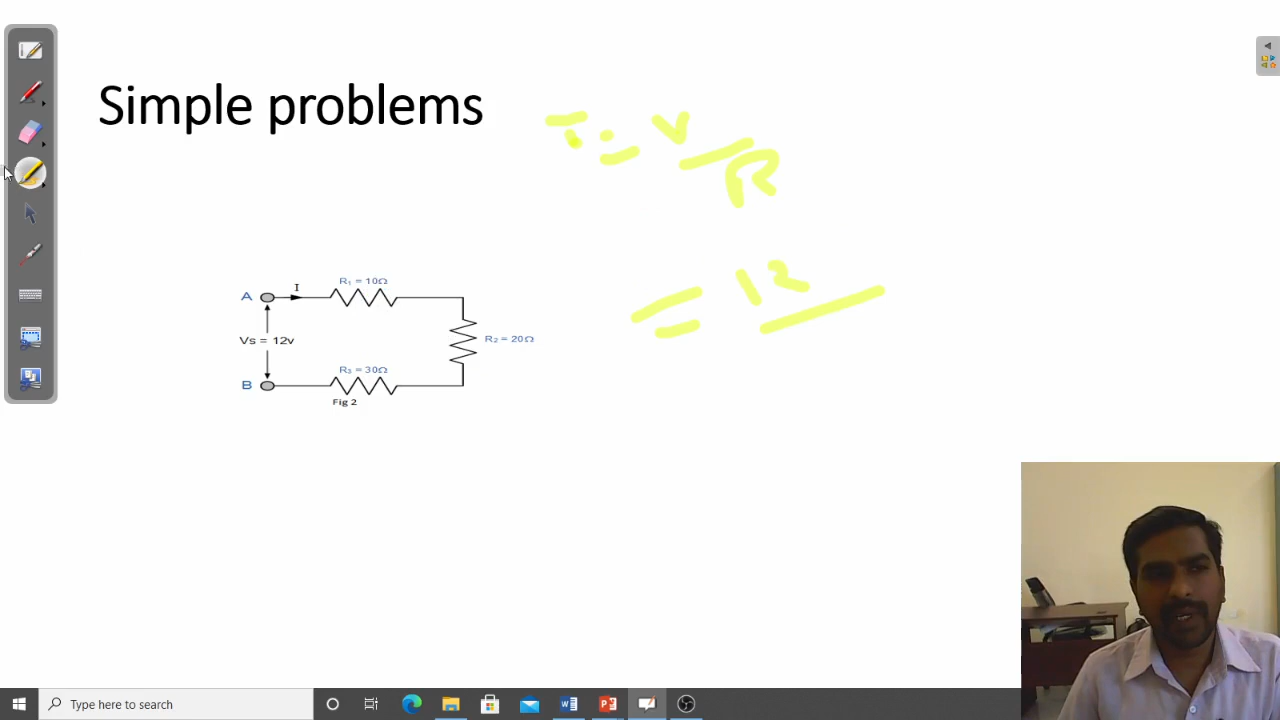 Simple problems
I = V/R
= 12
I
R₁ = 10Ω
A
Vs = 12v
R₂ = 20Ω
B
R₃ = 30Ω
Fig 2
Type here to search